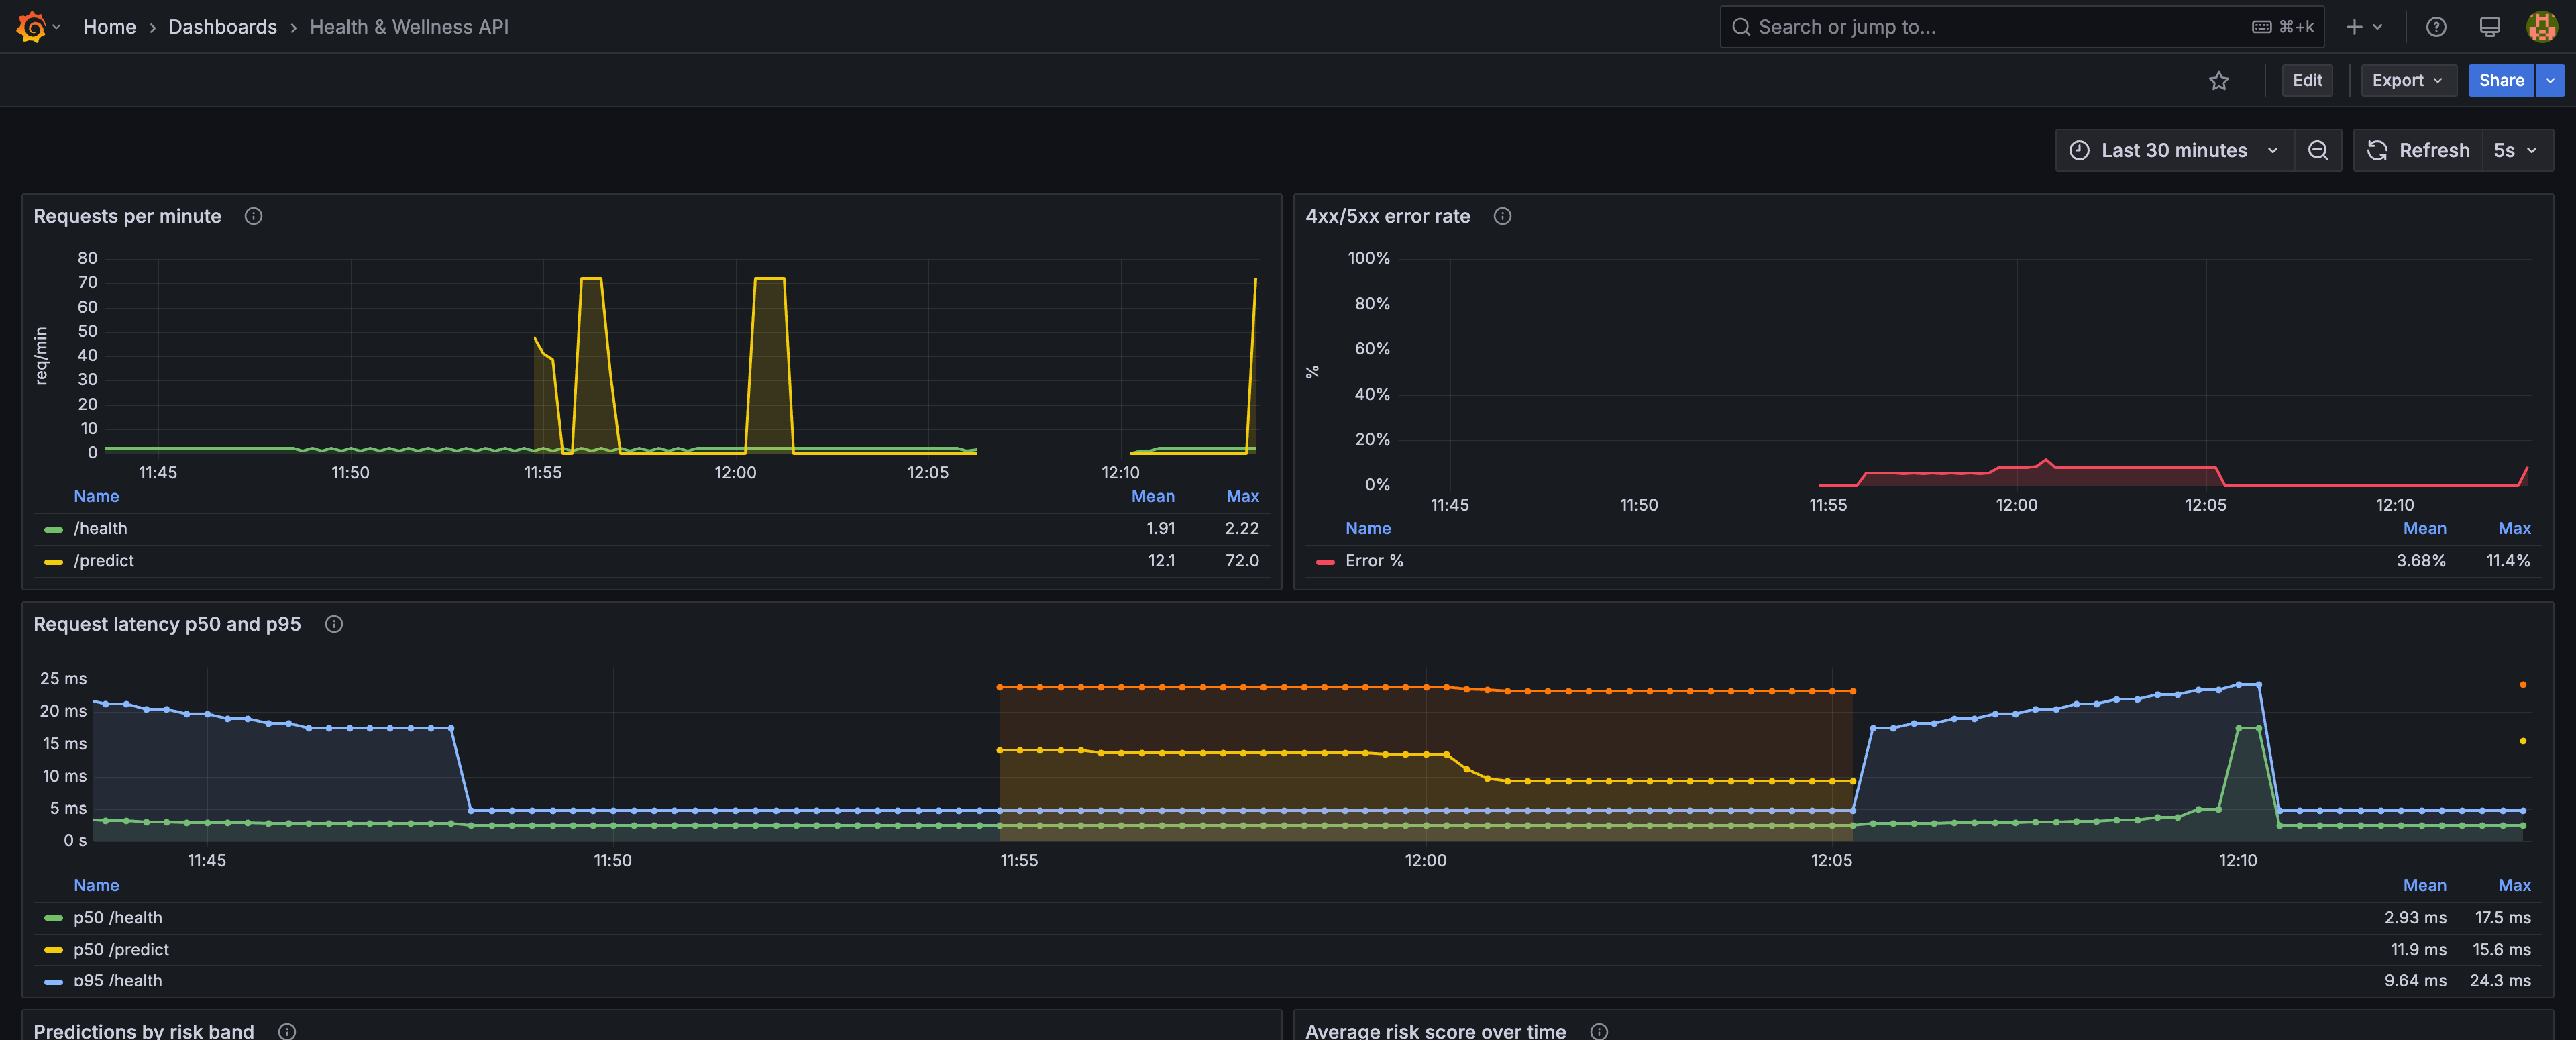 Home › Dashboards › Health & Wellness API
Search or jump to...
⌘+k
Edit
Export
Share
Last 30 minutes
Refresh
5s
Requests per minute
80
70
60
50
40
30
20
10
0
req/min
11:45 11:50 11:55 12:00 12:05 12:10
Name Mean Max
/health 1.91 2.22
/predict 12.1 72.0
4xx/5xx error rate
100%
80%
60%
40%
20%
0%
%
11:45 11:50 11:55 12:00 12:05 12:10
Name Mean Max
Error % 3.68% 11.4%
Request latency p50 and p95
25 ms
20 ms
15 ms
10 ms
5 ms
0 s
11:45 11:50 11:55 12:00 12:05 12:10
Name Mean Max
p50 /health 2.93 ms 17.5 ms
p50 /predict 11.9 ms 15.6 ms
p95 /health 9.64 ms 24.3 ms
Predictions by risk band
Average risk score over time